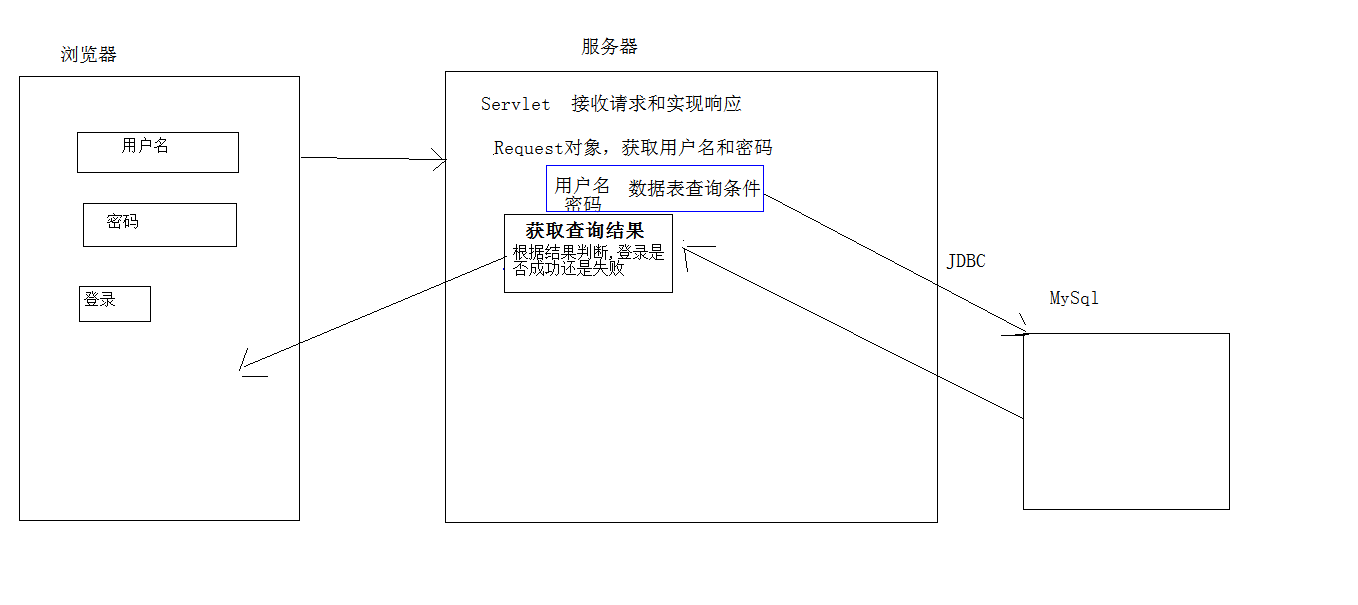 浏览器
用户名
密码
登录
服务器
Servlet 接收请求和实现响应
Request对象，获取用户名和密码
用户名 数据表查询条件
密码
获取查询结果
根据结果判断,登录是
否成功还是失败
JDBC
MySql